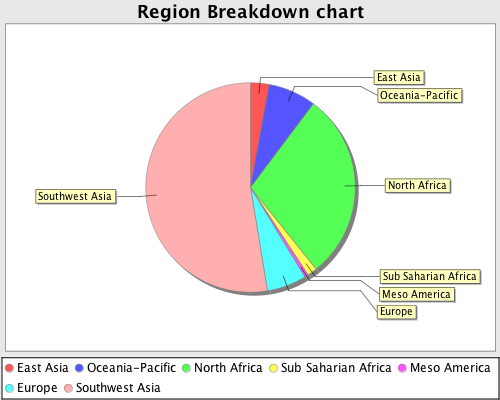 Region Breakdown chart
East Asia
Oceania-Pacific
North Africa
Southwest Asia
Sub Saharian Africa
Meso America
Europe
East Asia Oceania-Pacific North Africa Sub Saharian Africa Meso America
Europe Southwest Asia